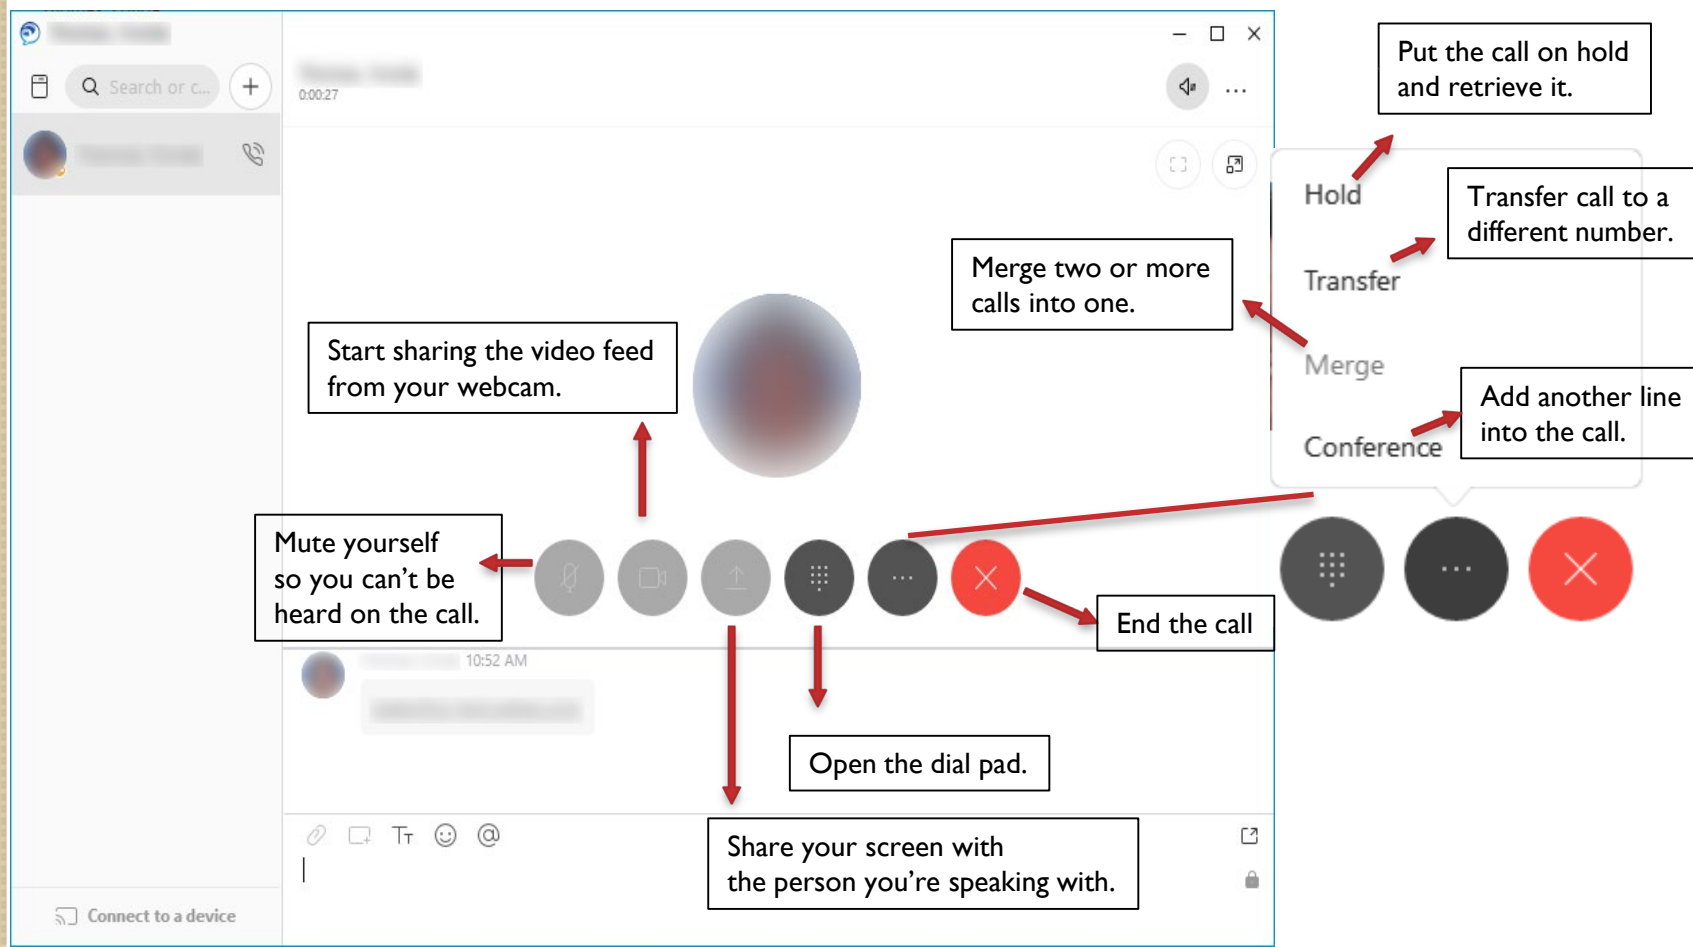 Search or c...
0:00:27
Put the call on hold
and retrieve it.
Hold
Transfer call to a
different number.
Transfer
Merge two or more
calls into one.
Merge
Add another line
into the call.
Conference
Start sharing the video feed
from your webcam.
Mute yourself
so you can't be
heard on the call.
End the call
10:52 AM
Open the dial pad.
Share your screen with
the person you're speaking with.
TT
@
Connect to a device